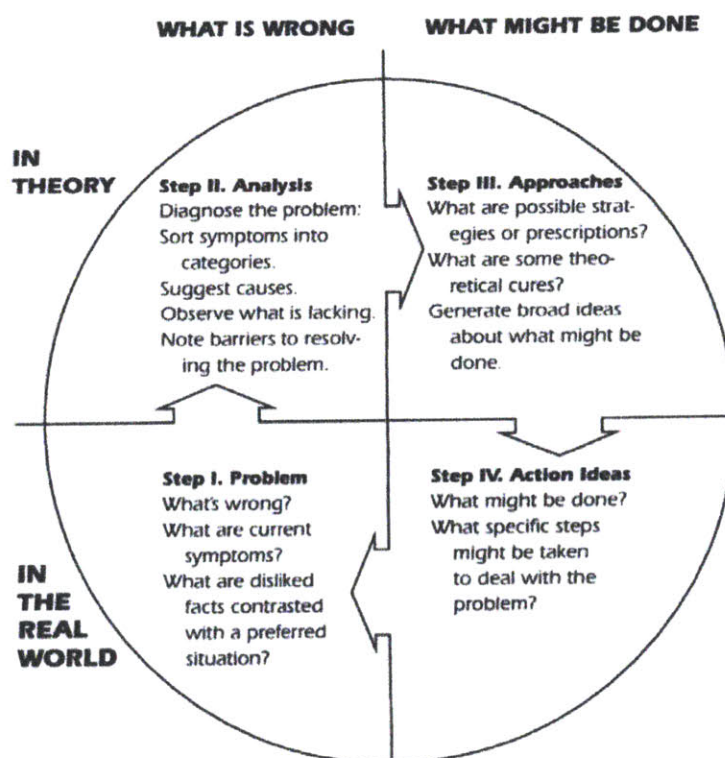 WHAT IS WRONG
WHAT MIGHT BE DONE
IN
THEORY
Step II. Analysis
Diagnose the problem:
Sort symptoms into
categories.
Suggest causes.
Observe what is lacking.
Note barriers to resolv-
ing the problem.
Step III. Approaches
What are possible strat-
egies or prescriptions?
What are some theo-
retical cures?
Generate broad ideas
about what might be
done.
IN
THE
REAL
WORLD
Step I. Problem
What's wrong?
What are current
symptoms?
What are disliked
facts contrasted
with a preferred
situation?
Step IV. Action Ideas
What might be done?
What specific steps
might be taken
to deal with the
problem?